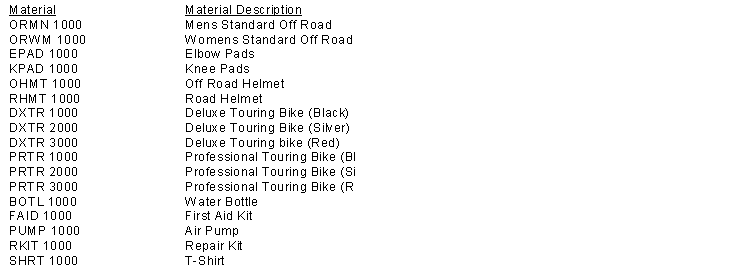 Material Material Description
ORMN 1000 Mens Standard Off Road
ORWM 1000 Womens Standard Off Road
EPAD 1000 Elbow Pads
KPAD 1000 Knee Pads
OHMT 1000 Off Road Helmet
RHMT 1000 Road Helmet
DXTR 1000 Deluxe Touring Bike (Black)
DXTR 2000 Deluxe Touring Bike (Silver)
DXTR 3000 Deluxe Touring bike (Red)
PRTR 1000 Professional Touring Bike (Bl
PRTR 2000 Professional Touring Bike (Si
PRTR 3000 Professional Touring Bike (R
BOTL 1000 Water Bottle
FAID 1000 First Aid Kit
PUMP 1000 Air Pump
RKIT 1000 Repair Kit
SHRT 1000 T-Shirt